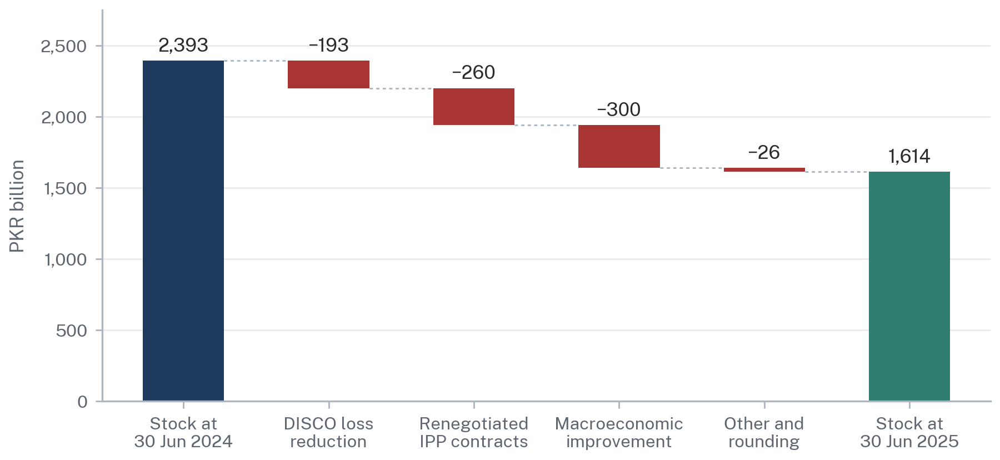 PKR billion
2,500
2,000
1,500
1,000
500
0
2,393
−193
−260
−300
−26
1,614
Stock at
30 Jun 2024
DISCO loss
reduction
Renegotiated
IPP contracts
Macroeconomic
improvement
Other and
rounding
Stock at
30 Jun 2025